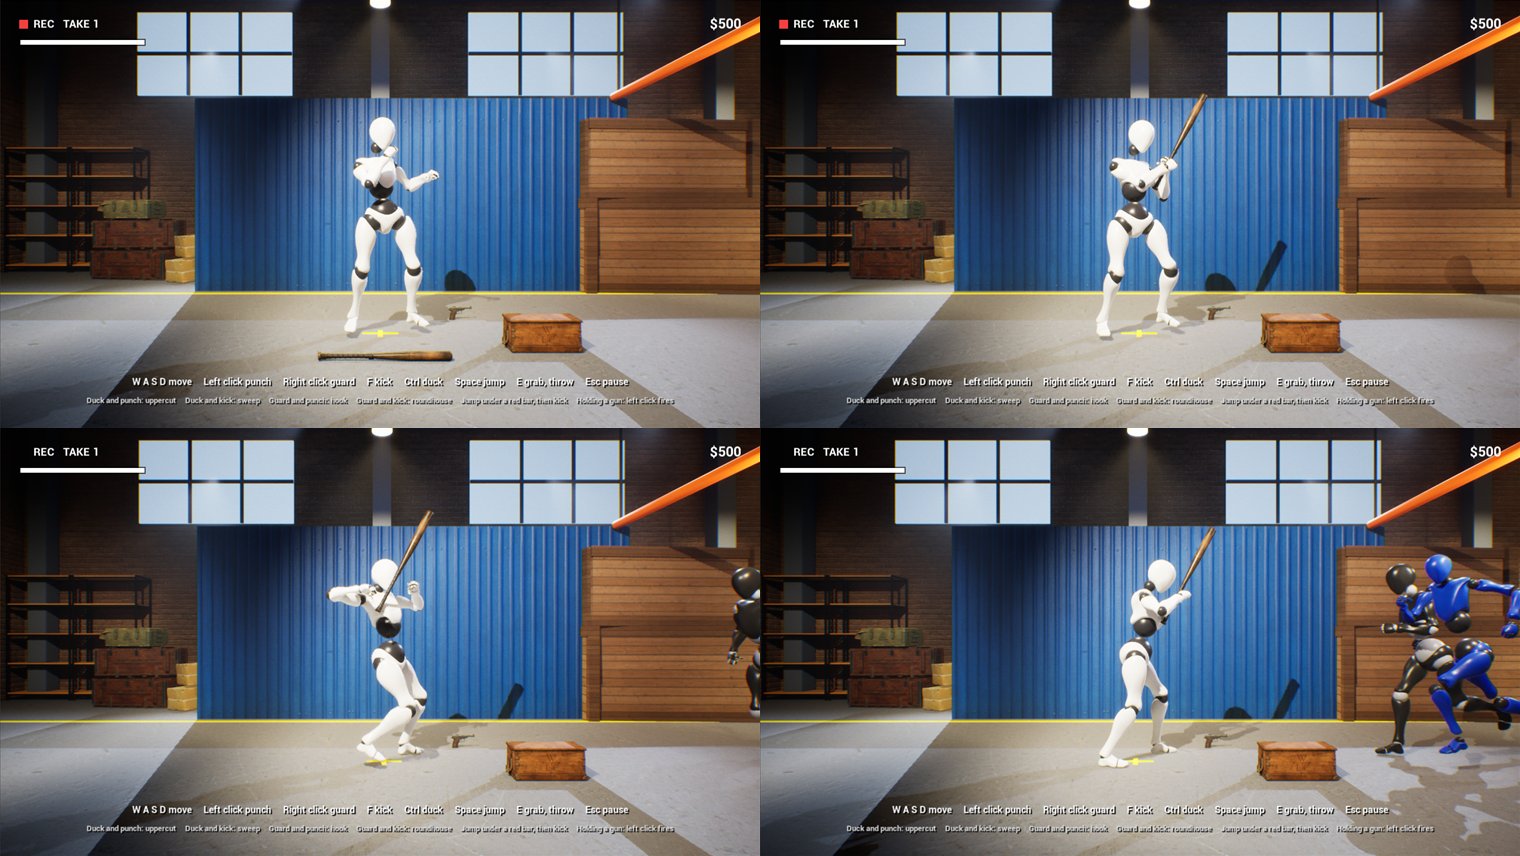 REC TAKE 1
$500
W A S D move Left click punch Right click guard F kick Ctrl duck Space jump E grab, throw Esc pause
Duck and punch: uppercut Duck and kick: sweep Guard and punch: hook Guard and kick: roundhouse Jump under a red bar, then kick Holding a gun: left click fires
REC TAKE 1
$500
W A S D move Left click punch Right click guard F kick Ctrl duck Space jump E grab, throw Esc pause
Duck and punch: uppercut Duck and kick: sweep Guard and punch: hook Guard and kick: roundhouse Jump under a red bar, then kick Holding a gun: left click fires
REC TAKE 1
$500
W A S D move Left click punch Right click guard F kick Ctrl duck Space jump E grab, throw Esc pause
Duck and punch: uppercut Duck and kick: sweep Guard and punch: hook Guard and kick: roundhouse Jump under a red bar, then kick Holding a gun: left click fires
REC TAKE 1
$500
W A S D move Left click punch Right click guard F kick Ctrl duck Space jump E grab, throw Esc pause
Duck and punch: uppercut Duck and kick: sweep Guard and punch: hook Guard and kick: roundhouse Jump under a red bar, then kick Holding a gun: left click fires